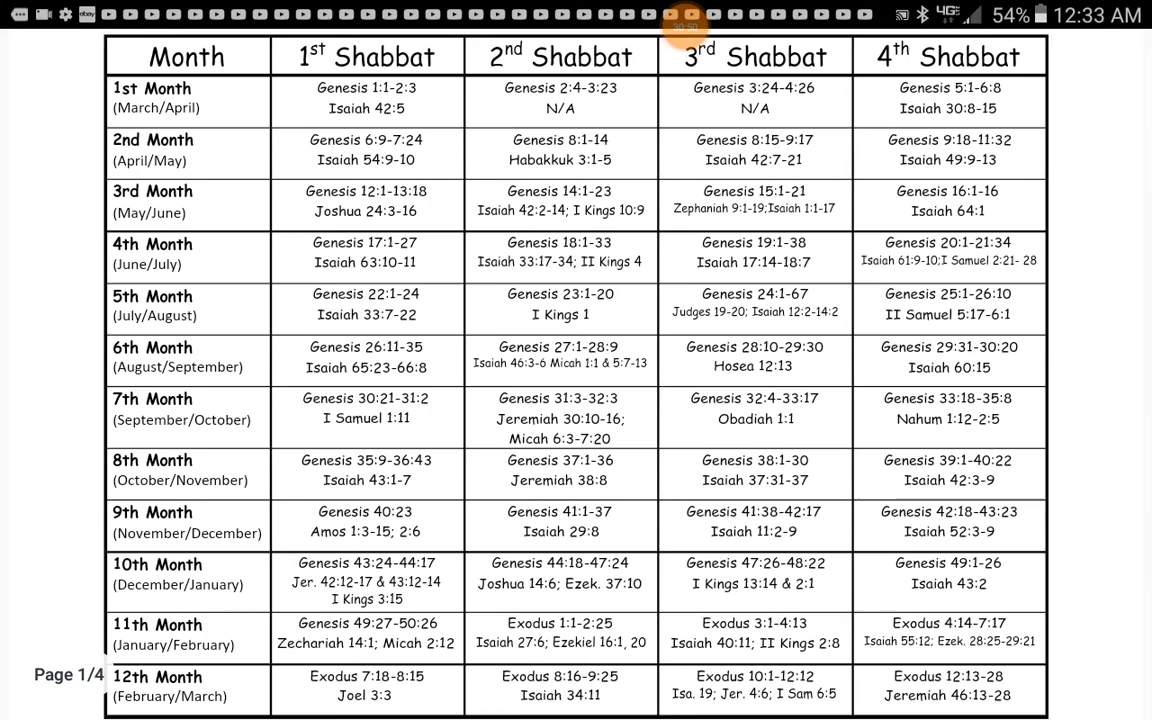 ebay
4G
54%
12:33 AM
30:50
Month
1st Shabbat
2nd Shabbat
3rd Shabbat
4th Shabbat
1st Month
(March/April)
Genesis 1:1-2:3
Isaiah 42:5
Genesis 2:4-3:23
N/A
Genesis 3:24-4:26
N/A
Genesis 5:1-6:8
Isaiah 30:8-15
2nd Month
(April/May)
Genesis 6:9-7:24
Isaiah 54:9-10
Genesis 8:1-14
Habakkuk 3:1-5
Genesis 8:15-9:17
Isaiah 42:7-21
Genesis 9:18-11:32
Isaiah 49:9-13
3rd Month
(May/June)
Genesis 12:1-13:18
Joshua 24:3-16
Genesis 14:1-23
Isaiah 42:2-14; I Kings 10:9
Genesis 15:1-21
Zephaniah 9:1-19;Isaiah 1:1-17
Genesis 16:1-16
Isaiah 64:1
4th Month
(June/July)
Genesis 17:1-27
Isaiah 63:10-11
Genesis 18:1-33
Isaiah 33:17-34; II Kings 4
Genesis 19:1-38
Isaiah 17:14-18:7
Genesis 20:1-21:34
Isaiah 61:9-10;I Samuel 2:21- 28
5th Month
(July/August)
Genesis 22:1-24
Isaiah 33:7-22
Genesis 23:1-20
I Kings 1
Genesis 24:1-67
Judges 19-20; Isaiah 12:2-14:2
Genesis 25:1-26:10
II Samuel 5:17-6:1
6th Month
(August/September)
Genesis 26:11-35
Isaiah 65:23-66:8
Genesis 27:1-28:9
Isaiah 46:3-6 Micah 1:1 & 5:7-13
Genesis 28:10-29:30
Hosea 12:13
Genesis 29:31-30:20
Isaiah 60:15
7th Month
(September/October)
Genesis 30:21-31:2
I Samuel 1:11
Genesis 31:3-32:3
Jeremiah 30:10-16;
Micah 6:3-7:20
Genesis 32:4-33:17
Obadiah 1:1
Genesis 33:18-35:8
Nahum 1:12-2:5
8th Month
(October/November)
Genesis 35:9-36:43
Isaiah 43:1-7
Genesis 37:1-36
Jeremiah 38:8
Genesis 38:1-30
Isaiah 37:31-37
Genesis 39:1-40:22
Isaiah 42:3-9
9th Month
(November/December)
Genesis 40:23
Amos 1:3-15; 2:6
Genesis 41:1-37
Isaiah 29:8
Genesis 41:38-42:17
Isaiah 11:2-9
Genesis 42:18-43:23
Isaiah 52:3-9
10th Month
(December/January)
Genesis 43:24-44:17
Jer. 42:12-17 & 43:12-14
I Kings 3:15
Genesis 44:18-47:24
Joshua 14:6; Ezek. 37:10
Genesis 47:26-48:22
I Kings 13:14 & 2:1
Genesis 49:1-26
Isaiah 43:2
11th Month
(January/February)
Genesis 49:27-50:26
Zechariah 14:1; Micah 2:12
Exodus 1:1-2:25
Isaiah 27:6; Ezekiel 16:1, 20
Exodus 3:1-4:13
Isaiah 40:11; II Kings 2:8
Exodus 4:14-7:17
Isaiah 55:12; Ezek. 28:25-29:21
Page 1/4
12th Month
(February/March)
Exodus 7:18-8:15
Joel 3:3
Exodus 8:16-9:25
Isaiah 34:11
Exodus 10:1-12:12
Isa. 19; Jer. 4:6; I Sam 6:5
Exodus 12:13-28
Jeremiah 46:13-28